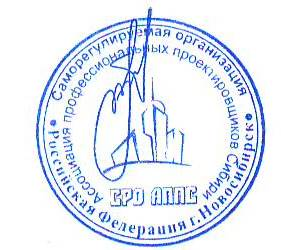 Саморегулируемая организация
Ассоциация профессиональных проектировщиков Сибири
СРО АППС
• Российская Федерация г. Новосибирск •